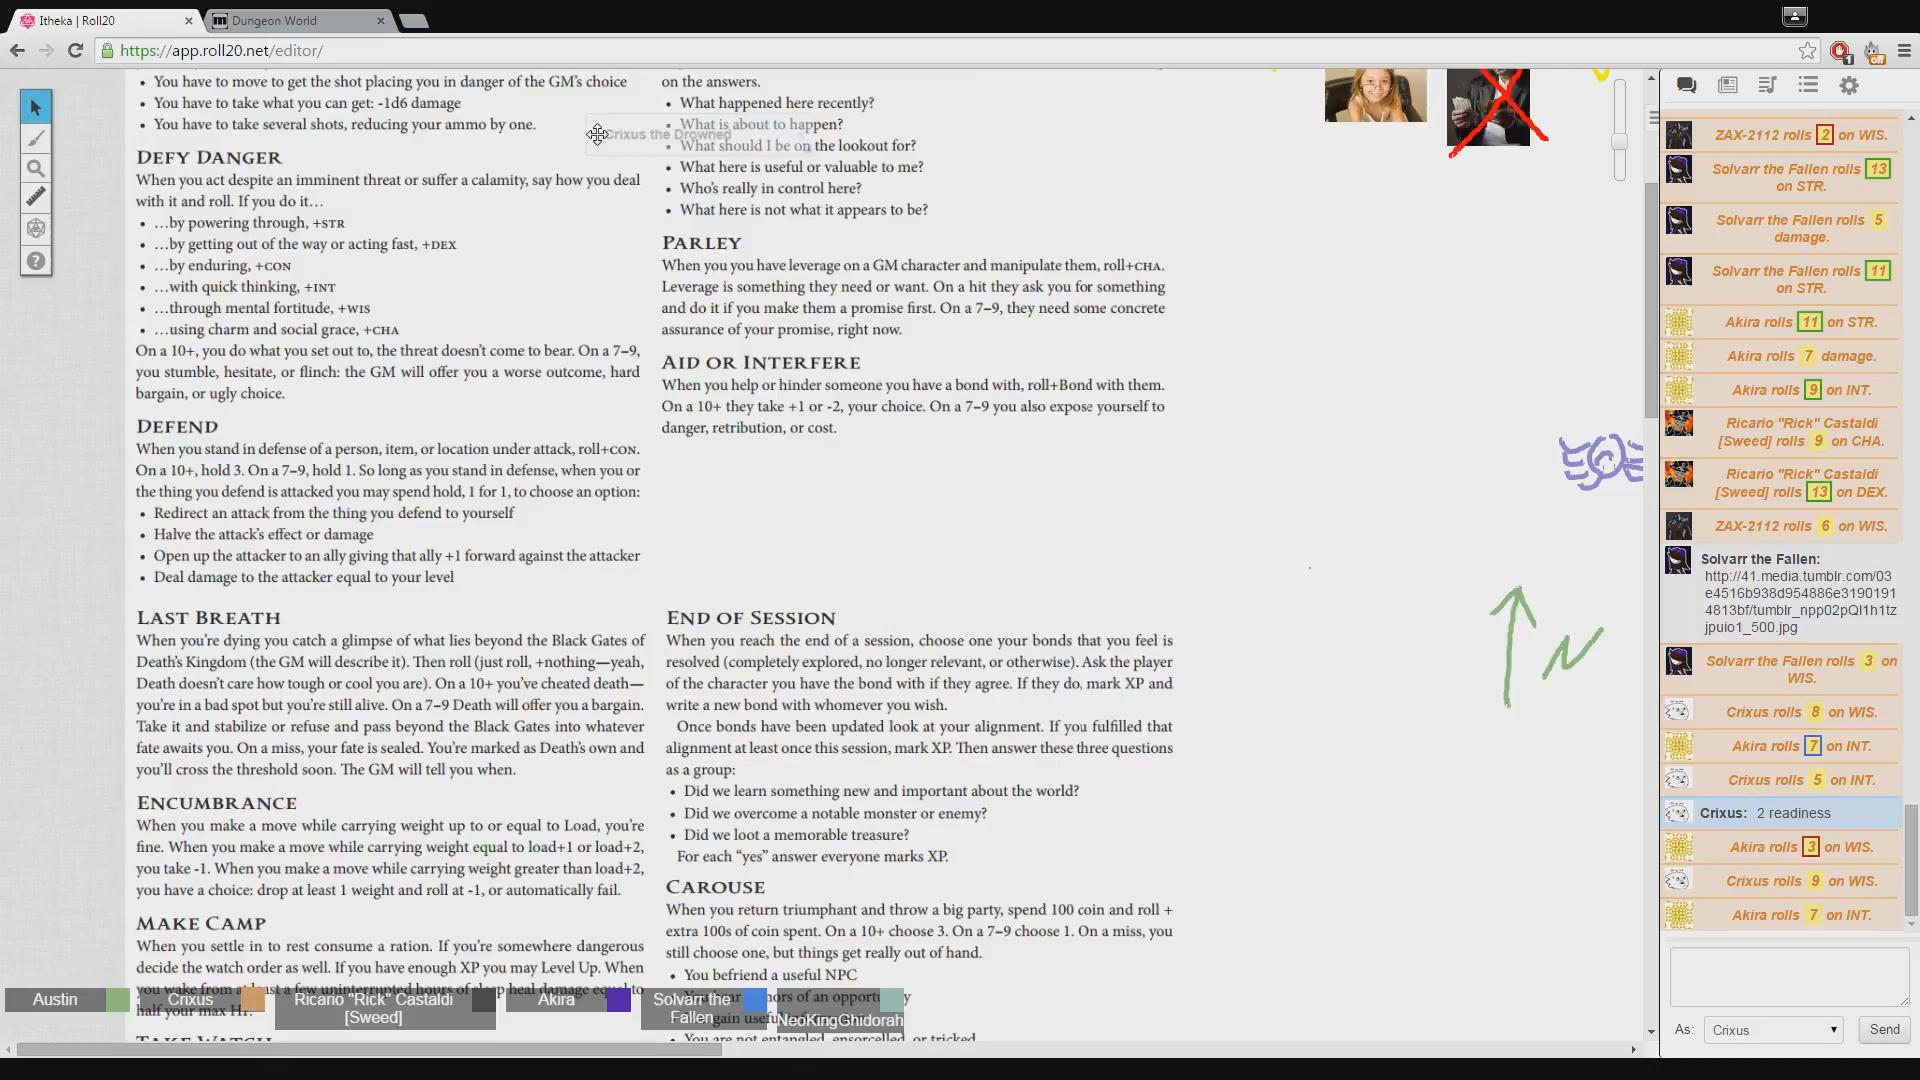 Itheka | Roll20
Dungeon World
https://app.roll20.net/editor/
• You have to move to get the shot placing you in danger of the GM's choice
• You have to take what you can get: -1d6 damage
• You have to take several shots, reducing your ammo by one.
DEFY DANGER
When you act despite an imminent threat or suffer a calamity, say how you deal
with it and roll. If you do it…
• …by powering through, +STR
• …by getting out of the way or acting fast, +DEX
• …by enduring, +CON
• …with quick thinking, +INT
• …through mental fortitude, +WIS
• …using charm and social grace, +CHA
On a 10+, you do what you set out to, the threat doesn't come to bear. On a 7–9,
you stumble, hesitate, or flinch: the GM will offer you a worse outcome, hard
bargain, or ugly choice.
DEFEND
When you stand in defense of a person, item, or location under attack, roll+CON.
On a 10+, hold 3. On a 7–9, hold 1. So long as you stand in defense, when you or
the thing you defend is attacked you may spend hold, 1 for 1, to choose an option:
• Redirect an attack from the thing you defend to yourself
• Halve the attack's effect or damage
• Open up the attacker to an ally giving that ally +1 forward against the attacker
• Deal damage to the attacker equal to your level
LAST BREATH
When you're dying you catch a glimpse of what lies beyond the Black Gates of
Death's Kingdom (the GM will describe it). Then roll (just roll, +nothing—yeah,
Death doesn't care how tough or cool you are). On a 10+ you've cheated death—
you're in a bad spot but you're still alive. On a 7–9 Death will offer you a bargain.
Take it and stabilize or refuse and pass beyond the Black Gates into whatever
fate awaits you. On a miss, your fate is sealed. You're marked as Death's own and
you'll cross the threshold soon. The GM will tell you when.
ENCUMBRANCE
When you make a move while carrying weight up to or equal to Load, you're
fine. When you make a move while carrying weight equal to load+1 or load+2,
you take -1. When you make a move while carrying weight greater than load+2,
you have a choice: drop at least 1 weight and roll at -1, or automatically fail.
MAKE CAMP
When you settle in to rest consume a ration. If you're somewhere dangerous
decide the watch order as well. If you have enough XP you may Level Up. When
you wake from at least a few uninterrupted hours of sleep heal damage equal to
half your max HP.
TAKE WATCH
on the answers.
• What happened here recently?
Crixus the Drowned
• What is about to happen?
• What should I be on the lookout for?
• What here is useful or valuable to me?
• Who's really in control here?
• What here is not what it appears to be?
PARLEY
When you you have leverage on a GM character and manipulate them, roll+CHA.
Leverage is something they need or want. On a hit they ask you for something
and do it if you make them a promise first. On a 7–9, they need some concrete
assurance of your promise, right now.
AID OR INTERFERE
When you help or hinder someone you have a bond with, roll+Bond with them.
On a 10+ they take +1 or -2, your choice. On a 7–9 you also expose yourself to
danger, retribution, or cost.
END OF SESSION
When you reach the end of a session, choose one your bonds that you feel is
resolved (completely explored, no longer relevant, or otherwise). Ask the player
of the character you have the bond with if they agree. If they do, mark XP and
write a new bond with whomever you wish.
Once bonds have been updated look at your alignment. If you fulfilled that
alignment at least once this session, mark XP. Then answer these three questions
as a group:
• Did we learn something new and important about the world?
• Did we overcome a notable monster or enemy?
• Did we loot a memorable treasure?
For each "yes" answer everyone marks XP.
CAROUSE
When you return triumphant and throw a big party, spend 100 coin and roll +
extra 100s of coin spent. On a 10+ choose 3. On a 7–9 choose 1. On a miss, you
still choose one, but things get really out of hand.
• You befriend a useful NPC
of an opportunity
gain useful
• You are not entangled, ensorcelled, or tricked
N
Austin
Crixus
Ricario "Rick" Castaldi
[Sweed]
Akira
Solvarr the
Fallen
NeoKingGhidorah
ZAX-2112 rolls 2 on WIS.
Solvarr the Fallen rolls 13
on STR.
Solvarr the Fallen rolls 5
damage.
Solvarr the Fallen rolls 11
on STR.
Akira rolls 11 on STR.
Akira rolls 7 damage.
Akira rolls 9 on INT.
Ricario "Rick" Castaldi
[Sweed] rolls 9 on CHA.
Ricario "Rick" Castaldi
[Sweed] rolls 13 on DEX.
ZAX-2112 rolls 6 on WIS.
Solvarr the Fallen:
http://41.media.tumblr.com/03
e4516b938d954886e3190191
4813bf/tumblr_npp02pQl1h1tz
jpuio1_500.jpg
Solvarr the Fallen rolls 3 on
WIS.
Crixus rolls 8 on WIS.
Akira rolls 7 on INT.
Crixus rolls 5 on INT.
Crixus: 2 readiness
Akira rolls 3 on WIS.
Crixus rolls 9 on WIS.
Akira rolls 7 on INT.
As: Crixus
Send